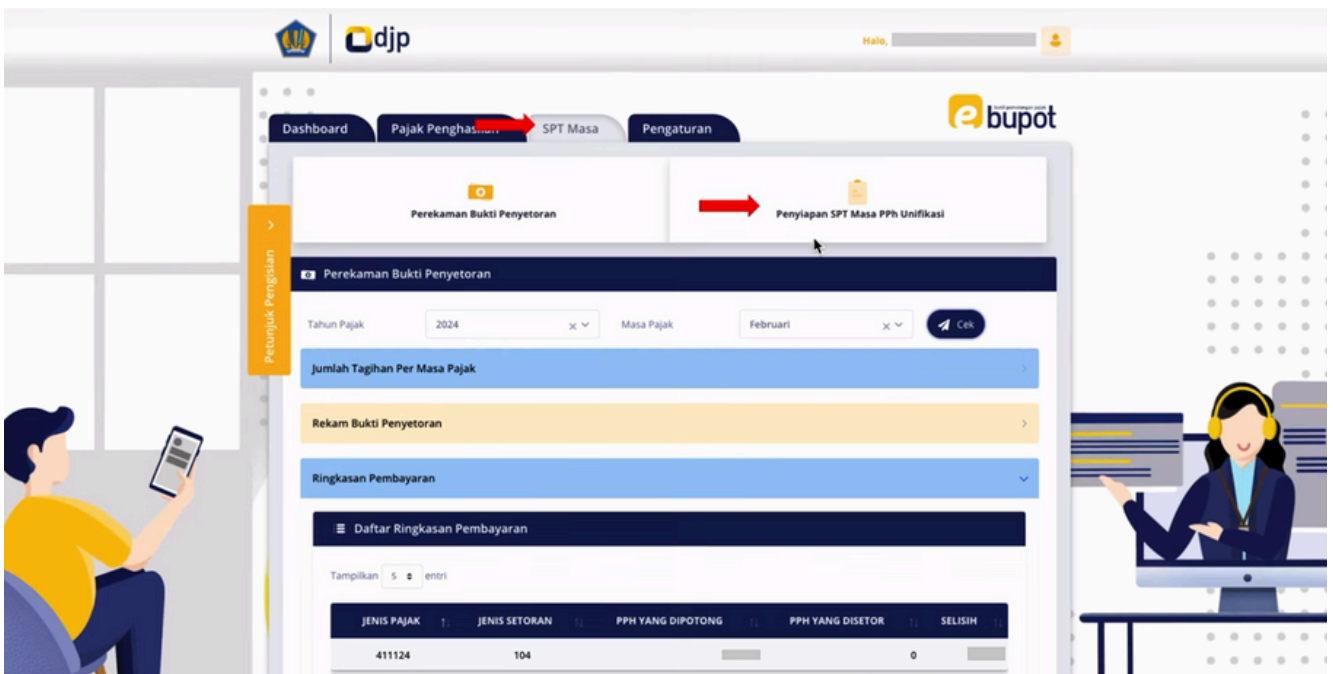 djp
Halo,
e bupot
Dashboard
SPT Masa
Pengaturan
Pajak
Perekaman Bukti Penyetoran
Penyiapan SPT Masa PPh Unifikasi
Petunjuk Pengisian
Perekaman Bukti Penyetoran
Tahun Pajak 2024 Masa Pajak Februari Cek
Jumlah Tagihan Per Masa Pajak
Rekam Bukti Penyetoran
Ringkasan Pembayaran
Daftar Ringkasan Pembayaran
Tampilkan 5 entri
JENIS PAJAK JENIS SETORAN PPH YANG DIPOTONG PPH YANG DISETOR SELISIH
411124 104 0